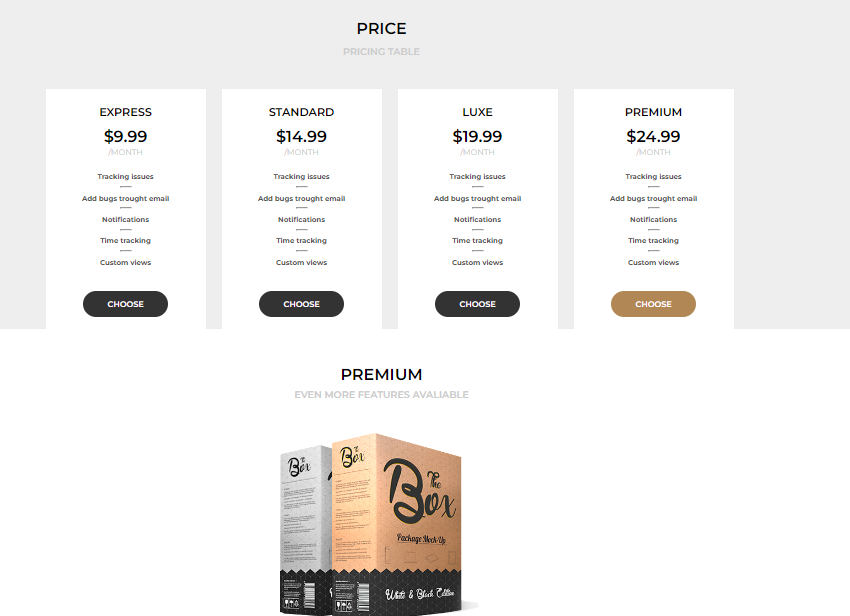 PRICE
PRICING TABLE
EXPRESS
$9.99
/MONTH
Tracking issues
Add bugs trought email
Notifications
Time tracking
Custom views
CHOOSE
STANDARD
$14.99
/MONTH
Tracking issues
Add bugs trought email
Notifications
Time tracking
Custom views
CHOOSE
LUXE
$19.99
/MONTH
Tracking issues
Add bugs trought email
Notifications
Time tracking
Custom views
CHOOSE
PREMIUM
$24.99
/MONTH
Tracking issues
Add bugs trought email
Notifications
Time tracking
Custom views
CHOOSE
PREMIUM
EVEN MORE FEATURES AVALIABLE
The
Box
The
Box
The
Box
Package Mock-Up
White & Black Edition